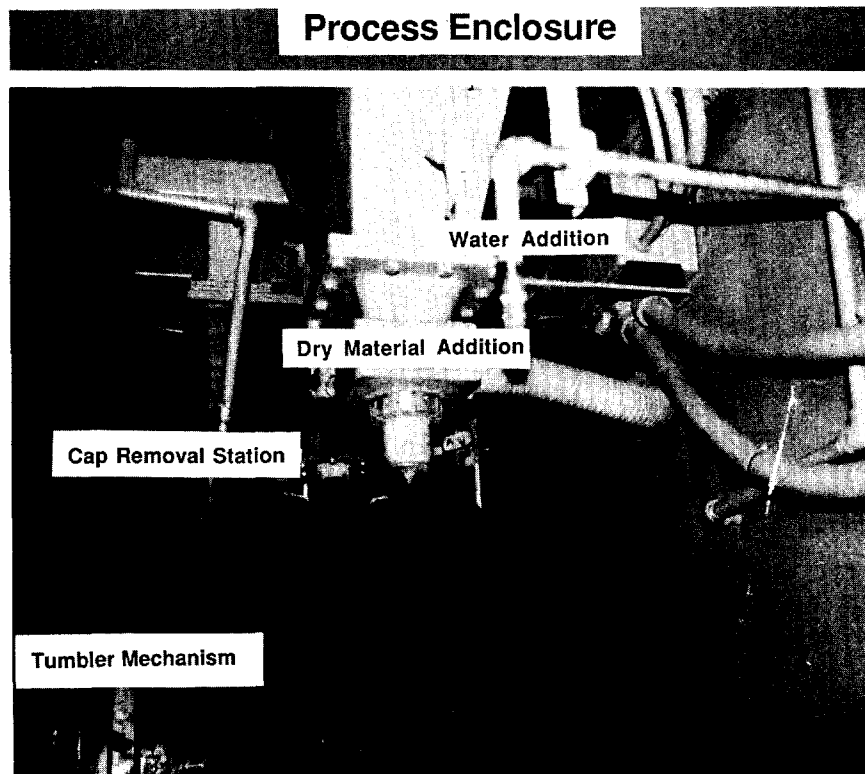 Process Enclosure
Water Addition
Dry Material Addition
Cap Removal Station
Tumbler Mechanism